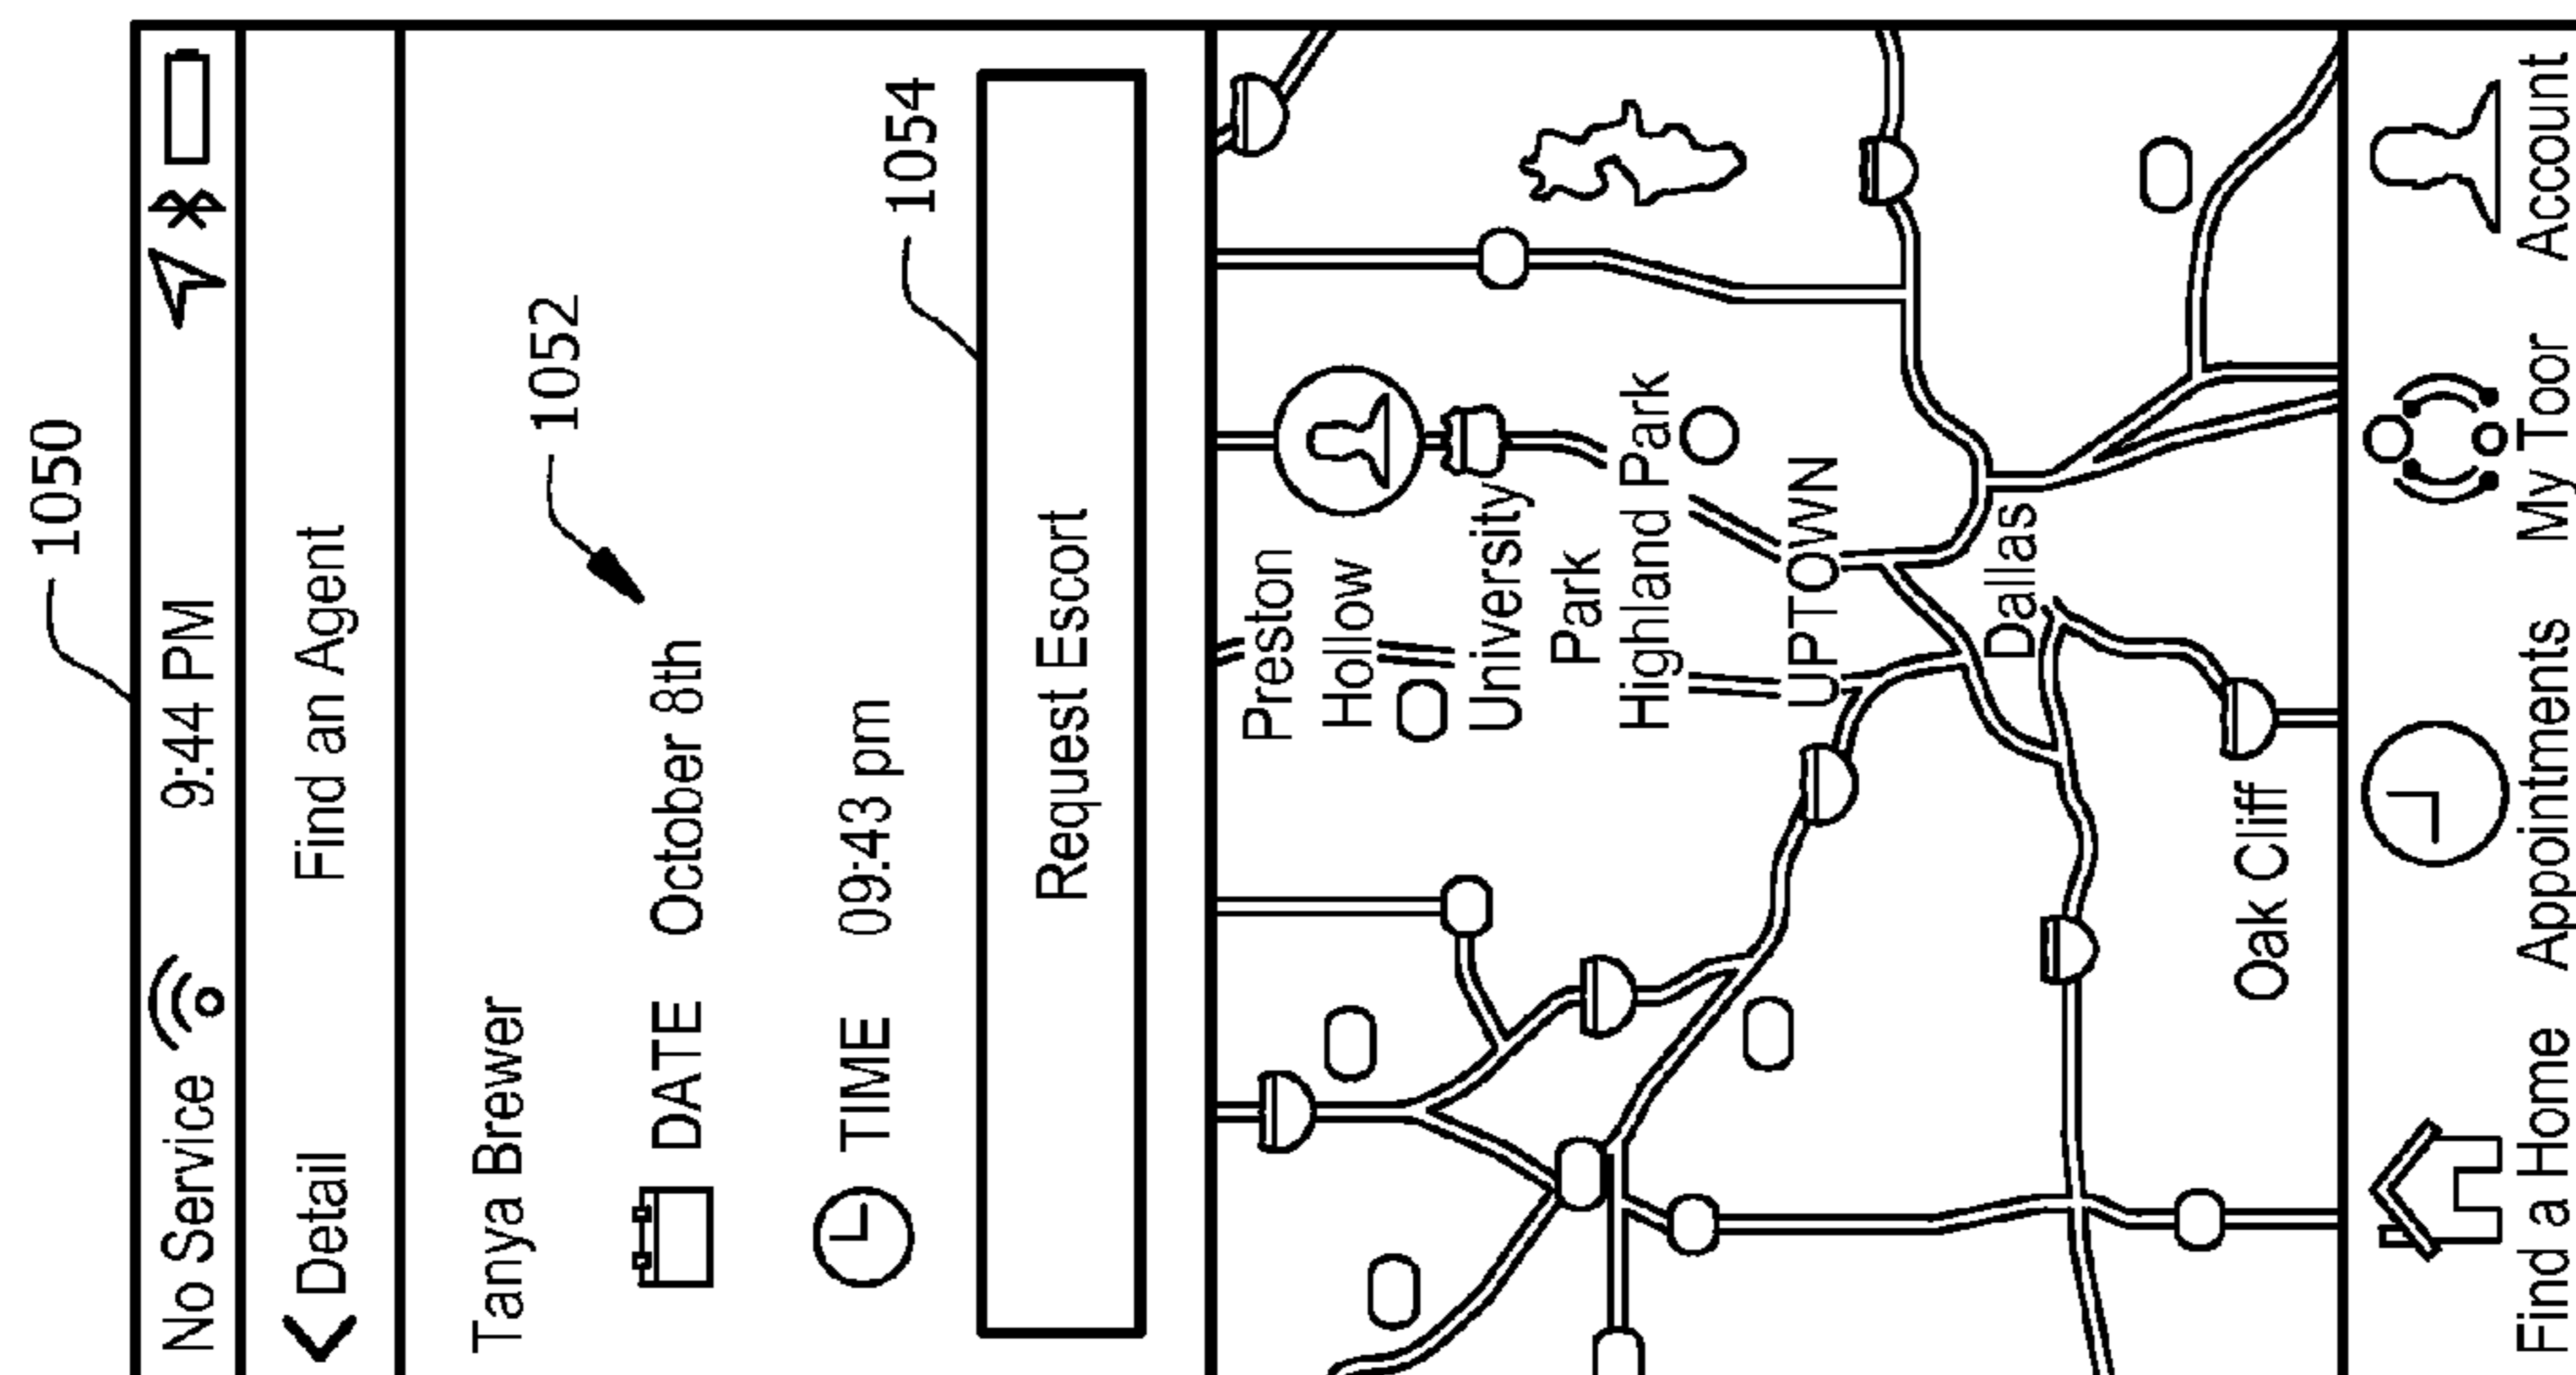 1050
No Service 9:44 PM
Detail Find an Agent
Tanya Brewer
1052
DATE October 8th
TIME 09:43 pm
1054
Request Escort
Preston
Hollow
University
Park
Highland Park
UPTOWN
Dallas
Oak Cliff
Find a Home Appointments My Toor Account